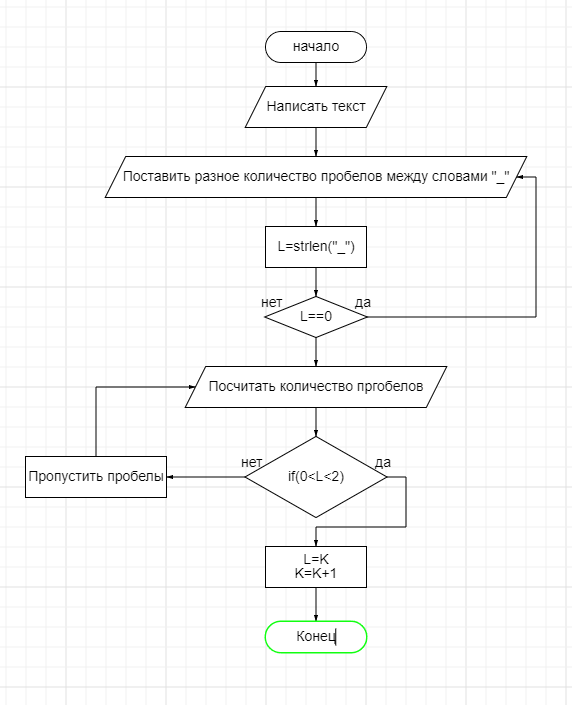 начало
Написать текст
Поставить разное количество пробелов между словами "_"
L=strlen("_")
нет
да
L==0
Посчитать количество пргобелов
нет
да
if(0<L<2)
Пропустить пробелы
L=K
K=K+1
Конец